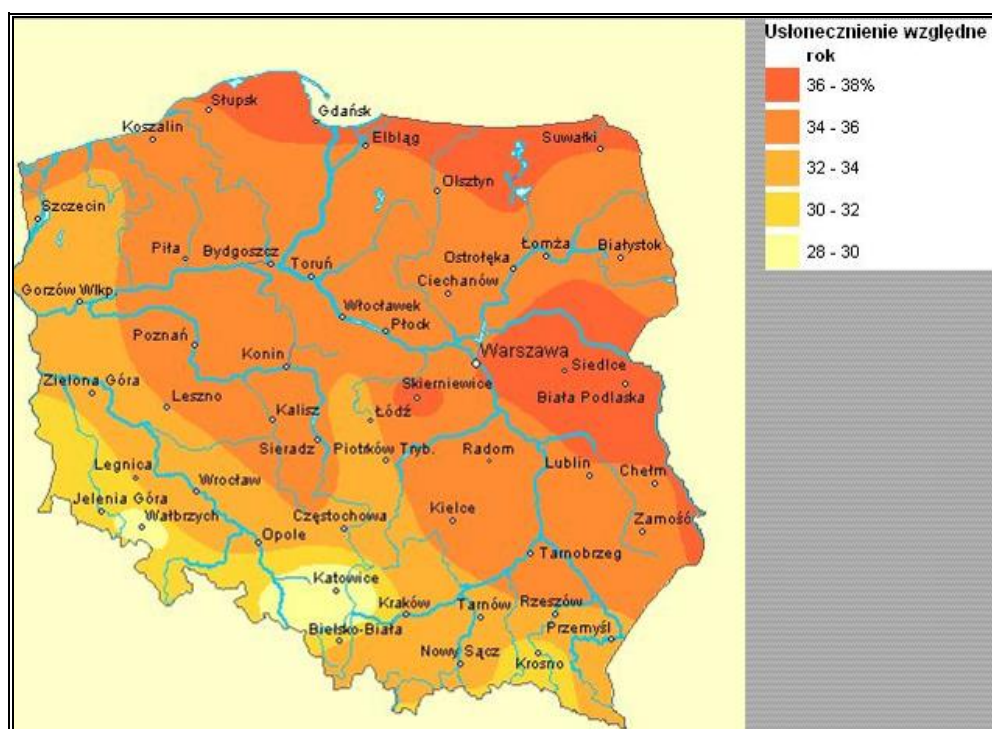 Usłonecznienie względne
rok
36 - 38%
34 - 36
32 - 34
30 - 32
28 - 30
Słupsk
Gdańsk
Koszalin
Elbląg
Suwałki
Olsztyn
Szczecin
Piła
Bydgoszcz
Toruń
Ostrołęka
Łomża
Białystok
Ciechanów
Gorzów Wlkp.
Włocławek
Płock
Poznań
Konin
Warszawa
Siedlce
Zielona Góra
Leszno
Kalisz
Skierniewice
Biała Podlaska
Łódź
Sieradz
Piotrków Tryb.
Radom
Lublin
Chełm
Legnica
Wrocław
Jelenia Góra
Wałbrzych
Opole
Częstochowa
Kielce
Zamość
Tarnobrzeg
Katowice
Kraków
Tarnów
Rzeszów
Przemyśl
Bielsko-Biała
Nowy Sącz
Krosno